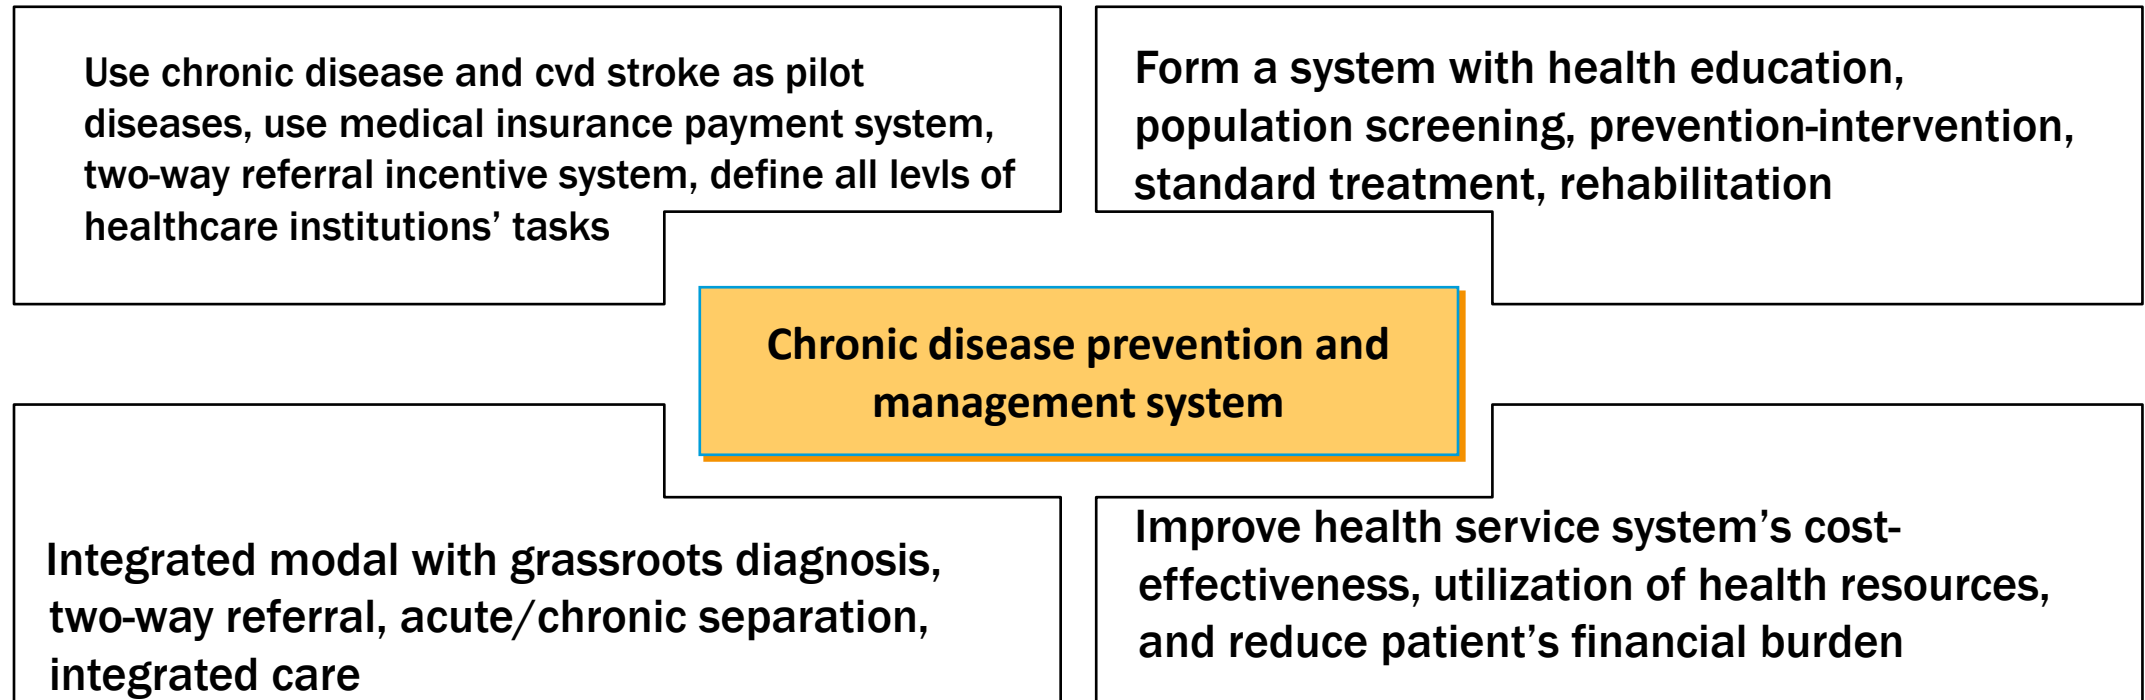 Use chronic disease and cvd stroke as pilot
diseases, use medical insurance payment system,
two-way referral incentive system, define all levls of
healthcare institutions’ tasks
Form a system with health education,
population screening, prevention-intervention,
standard treatment, rehabilitation
Chronic disease prevention and
management system
Integrated modal with grassroots diagnosis,
two-way referral, acute/chronic separation,
integrated care
Improve health service system’s cost-
effectiveness, utilization of health resources,
and reduce patient’s financial burden